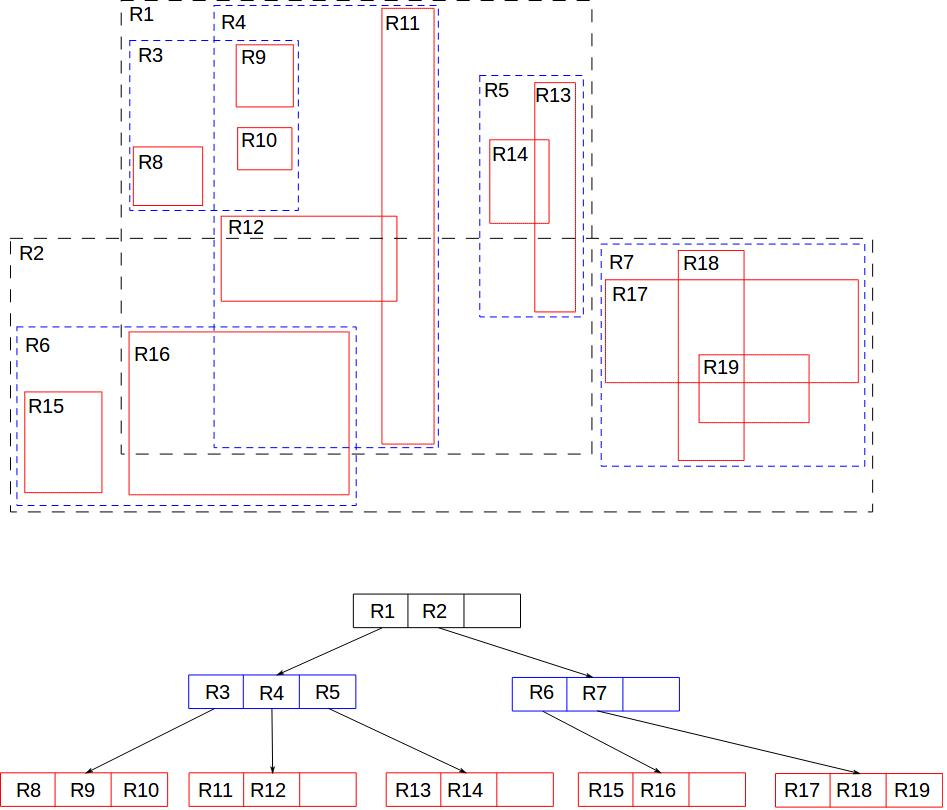 R1
R4
R11
R3
R9
R5
R13
R10
R14
R8
R12
R2
R7
R18
R17
R6
R16
R19
R15
R1 R2
R3 R4 R5
R6 R7
R8 R9 R10
R11 R12
R13 R14
R15 R16
R17 R18 R19